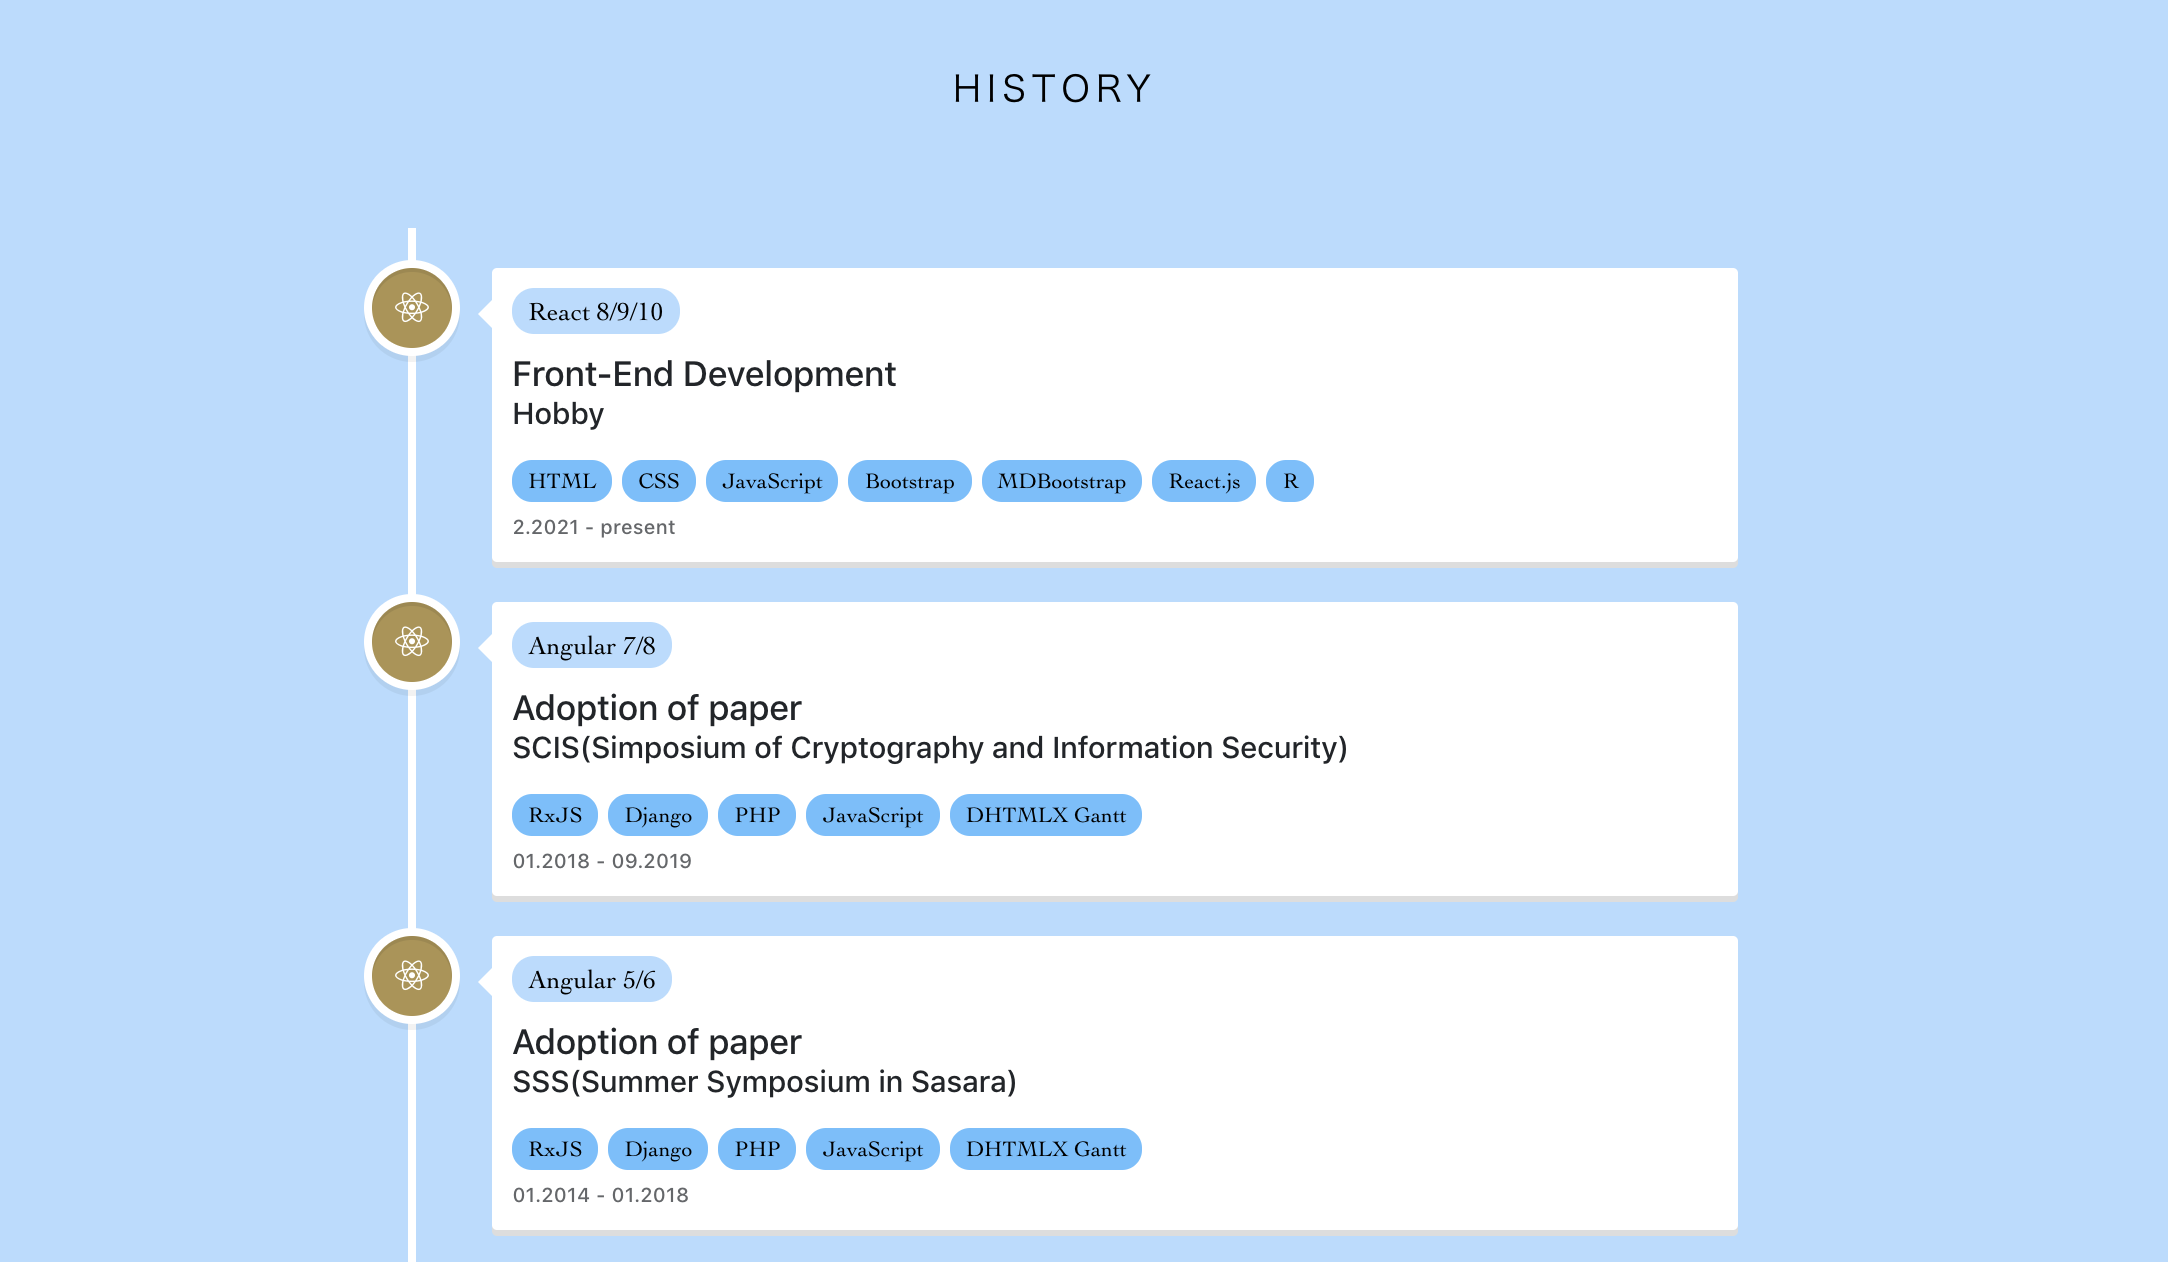 HISTORY
React 8/9/10
Front-End Development
Hobby
HTML CSS JavaScript Bootstrap MDBootstrap React.js R
2.2021 - present
Angular 7/8
Adoption of paper
SCIS(Simposium of Cryptography and Information Security)
RxJS Django PHP JavaScript DHTMLX Gantt
01.2018 - 09.2019
Angular 5/6
Adoption of paper
SSS(Summer Symposium in Sasara)
RxJS Django PHP JavaScript DHTMLX Gantt
01.2014 - 01.2018